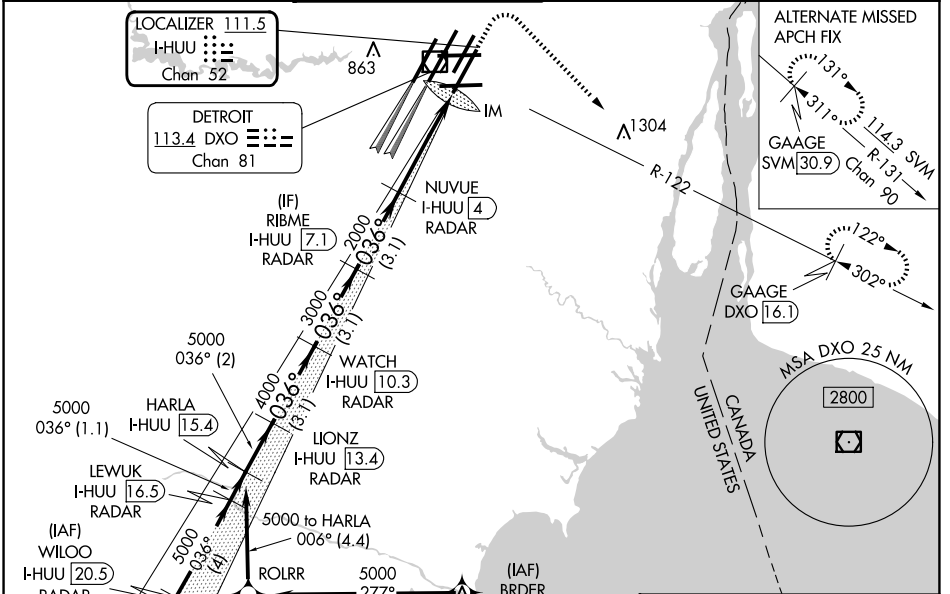 LOCALIZER 111.5
I-HUU
Chan 52
DETROIT
113.4 DXO
Chan 81
863
IM
1304
ALTERNATE MISSED
APCH FIX
131°
311°
114.3 SVM
R-131
Chan 90
GAAGE
SVM 30.9
R-122
122°
302°
GAAGE
DXO 16.1
NUVUE
I-HUU 4
RADAR
(IF)
RIBME
I-HUU 7.1
RADAR
2000
036°
(3.1)
3000
036°
(3.1)
WATCH
I-HUU 10.3
RADAR
4000
036°
(3.1)
5000
036° (2)
HARLA
I-HUU 15.4
LIONZ
I-HUU 13.4
RADAR
5000
036° (1.1)
LEWUK
I-HUU 16.5
RADAR
5000 to HARLA
006° (4.4)
5000
036°
(4)
(IAF)
WILOO
I-HUU 20.5
RADAR
ROLRR
5000
277°
(IAF)
BRDER
MSA DXO 25 NM
2800
CANADA
UNITED STATES